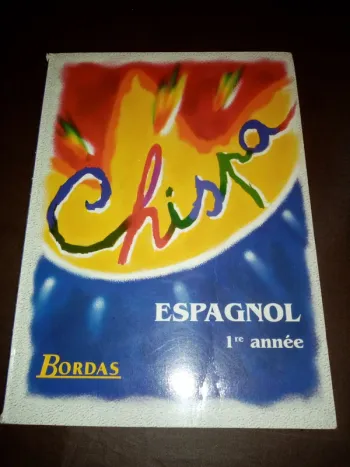 Chispa
ESPAGNOL
1re année
BORDAS